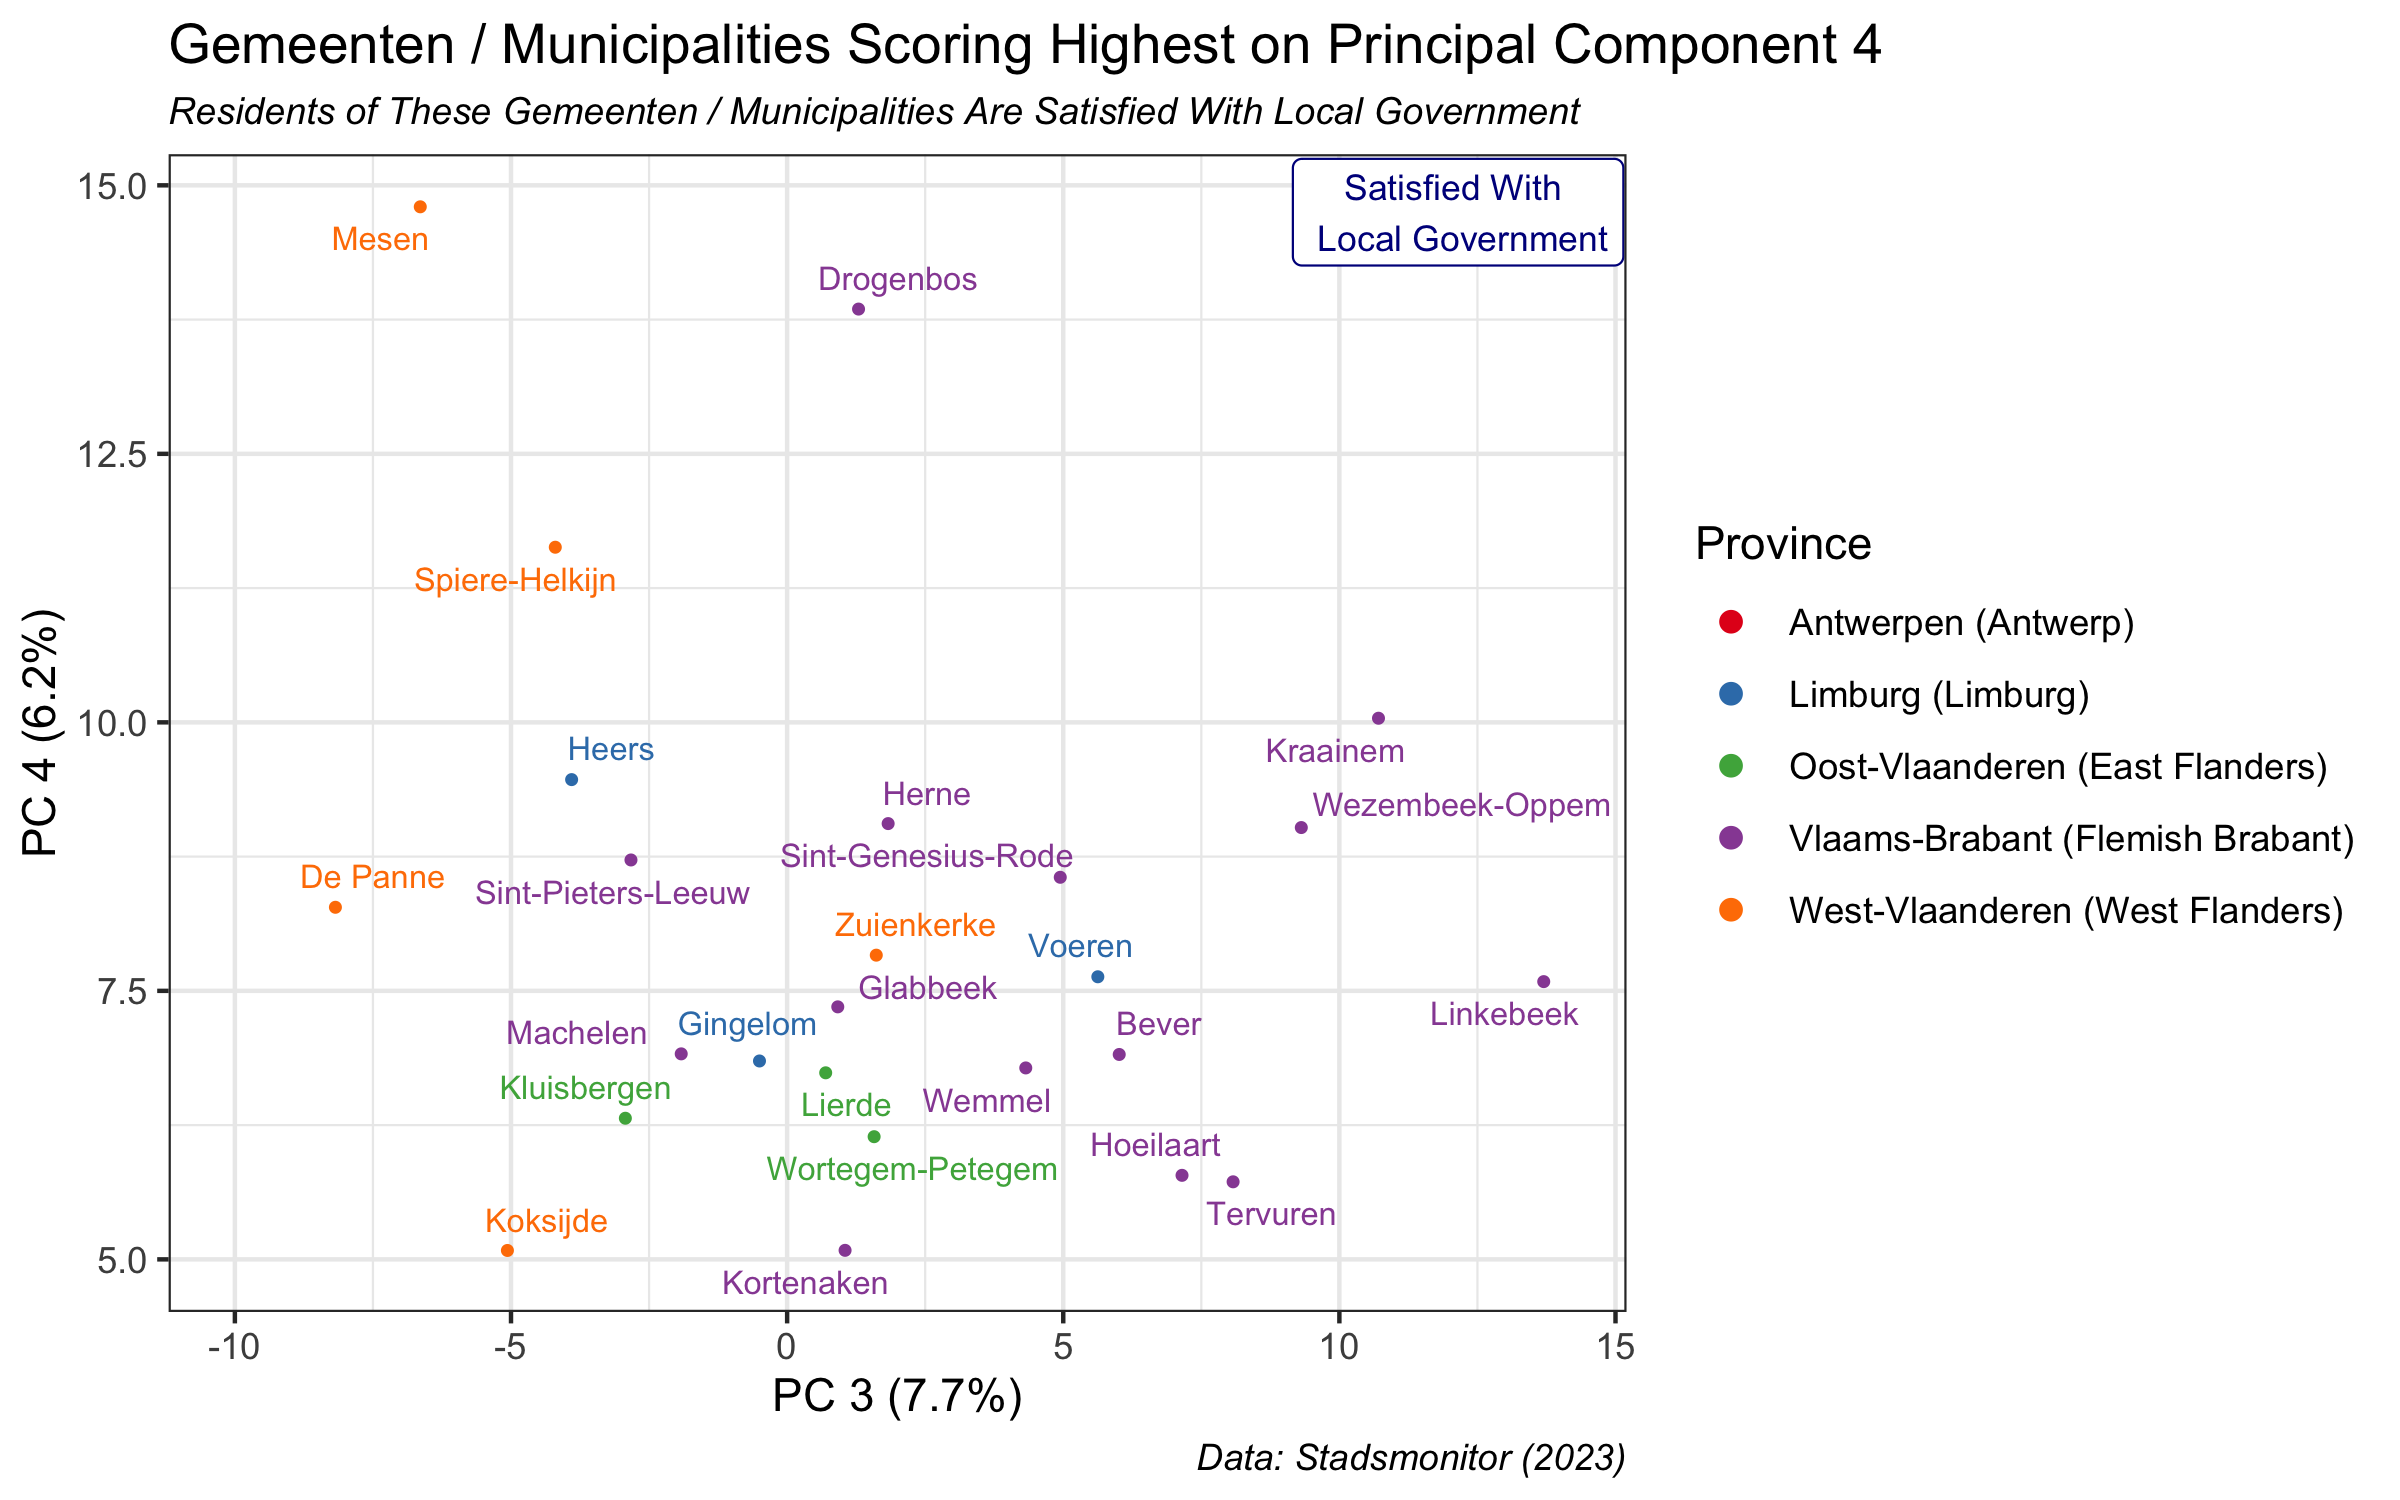 Gemeenten / Municipalities Scoring Highest on Principal Component 4
Residents of These Gemeenten / Municipalities Are Satisfied With Local Government
Satisfied With
Local Government
15.0
12.5
10.0
7.5
5.0
PC 4 (6.2%)
Mesen
Drogenbos
Spiere-Helkijn
Heers
Kraainem
Herne
Wezembeek-Oppem
Sint-Genesius-Rode
De Panne
Sint-Pieters-Leeuw
Zuienkerke
Voeren
Glabbeek
Linkebeek
Machelen
Gingelom
Bever
Kluisbergen
Lierde
Wemmel
Hoeilaart
Wortegem-Petegem
Tervuren
Koksijde
Kortenaken
-10
-5
0
5
10
15
PC 3 (7.7%)
Province
Antwerpen (Antwerp)
Limburg (Limburg)
Oost-Vlaanderen (East Flanders)
Vlaams-Brabant (Flemish Brabant)
West-Vlaanderen (West Flanders)
Data: Stadsmonitor (2023)